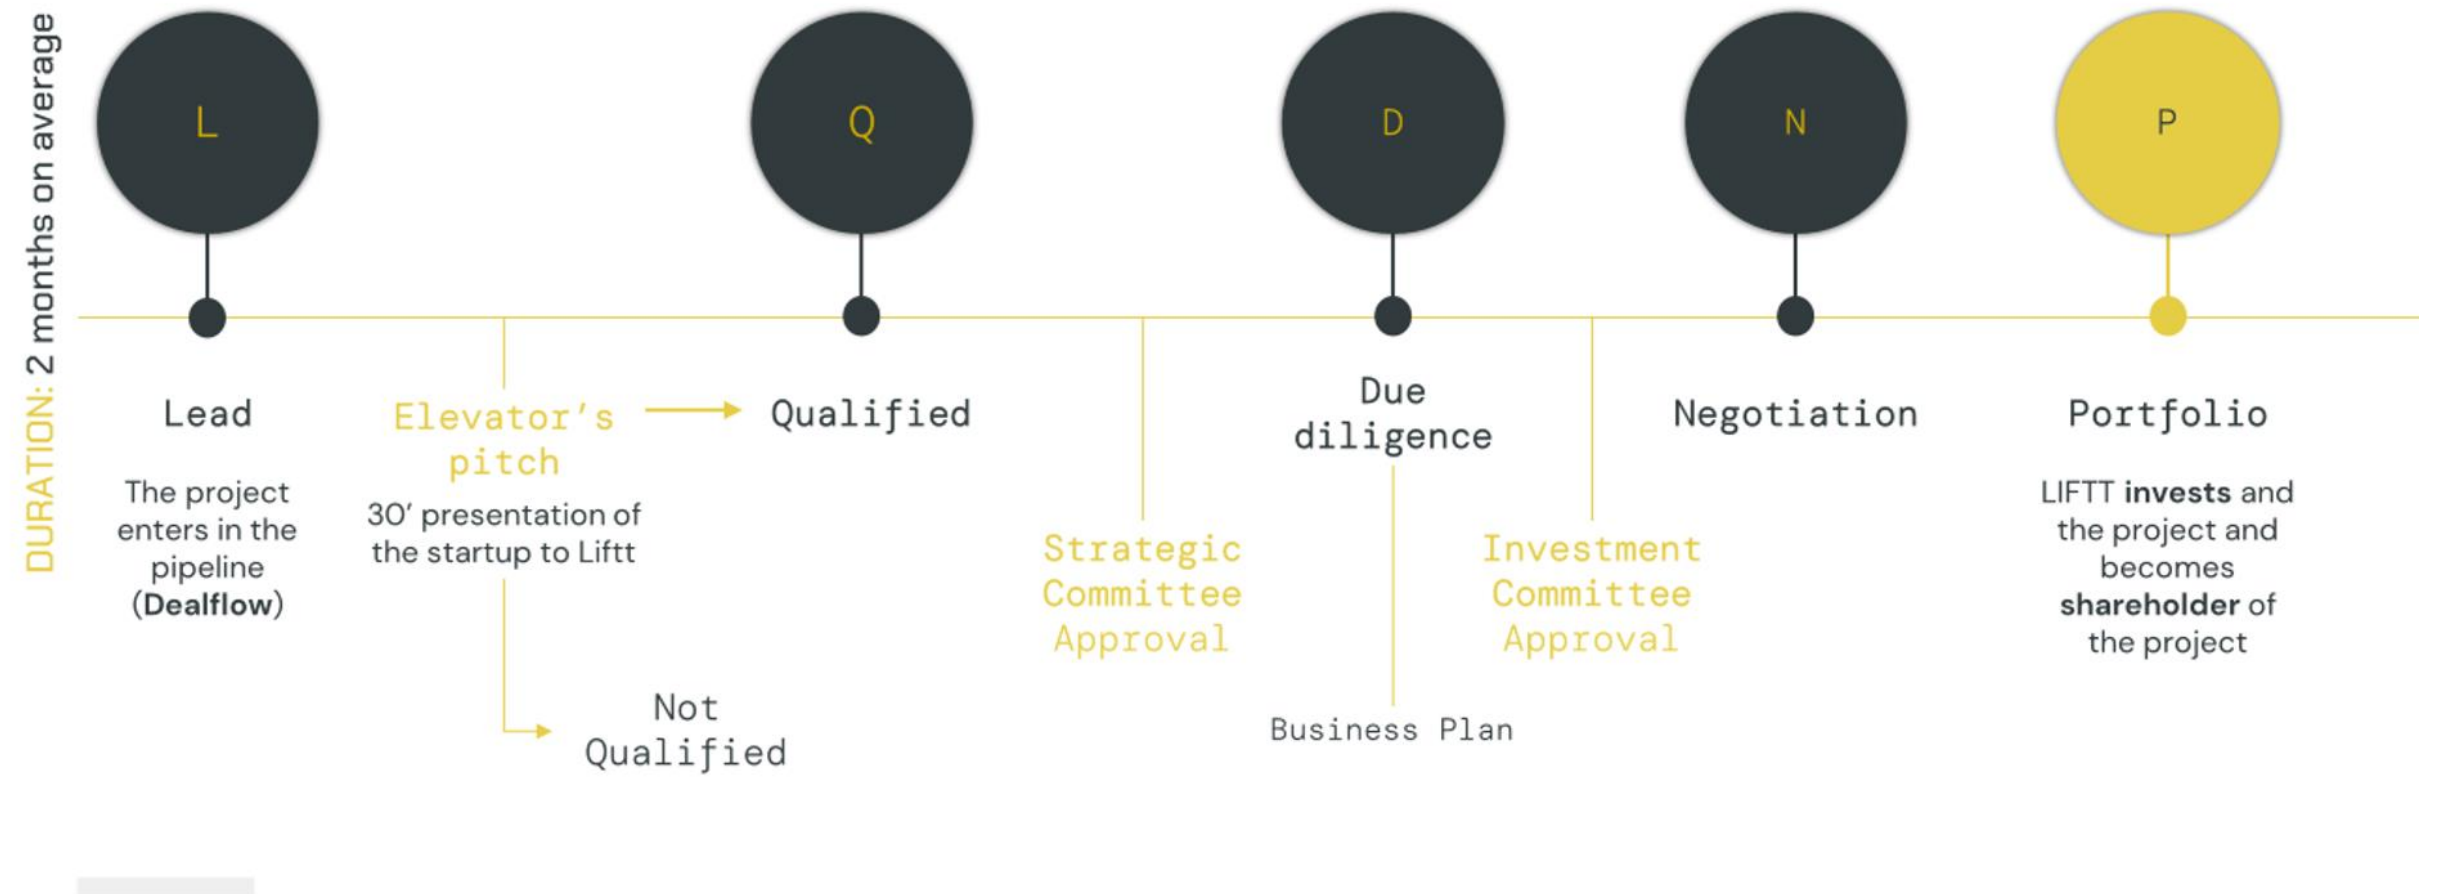 DURATION: 2 months on average
L
Q
D
N
P
Lead
The project
enters in the
pipeline
(Dealflow)
Elevator's
pitch
30' presentation of
the startup to Liftt
Not
Qualified
Qualified
Strategic
Committee
Approval
Due
diligence
Business Plan
Investment
Committee
Approval
Negotiation
Portfolio
LIFTT invests and
the project and
becomes
shareholder of
the project